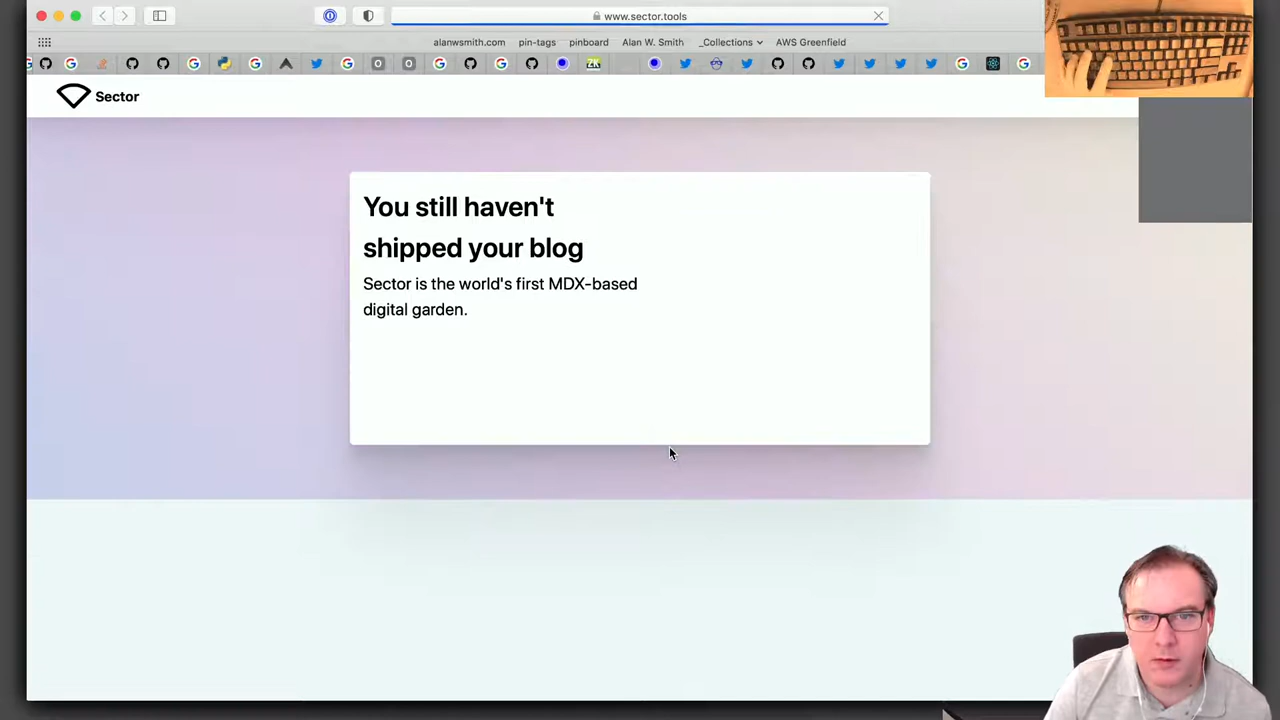 www.sector.tools
alanwsmith.com pin-tags pinboard Alan W. Smith _Collections AWS Greenfield
Sector
You still haven't
shipped your blog
Sector is the world's first MDX-based
digital garden.